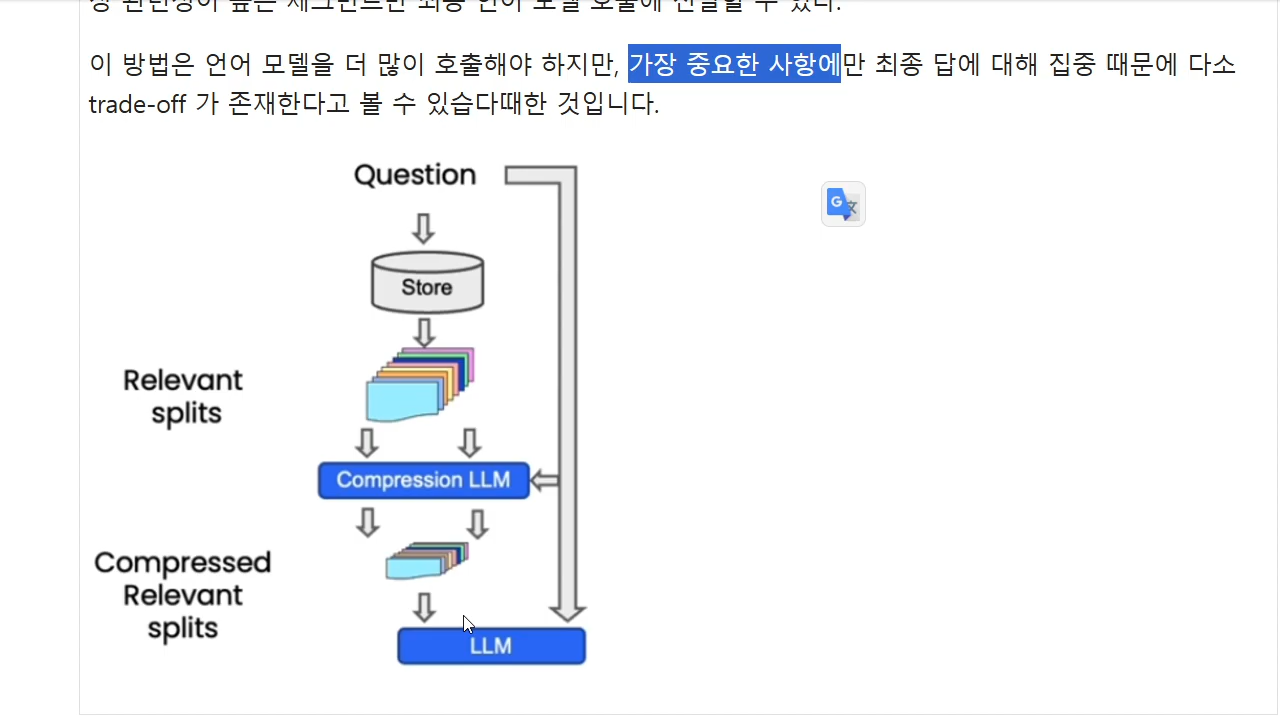 이 방법은 언어 모델을 더 많이 호출해야 하지만, 가장 중요한 사항에만 최종 답에 대해 집중 때문에 다소
trade-off 가 존재한다고 볼 수 있습니다때한 것입니다.
Question
Store
Relevant
splits
Compression LLM
Compressed
Relevant
splits
LLM
G 文